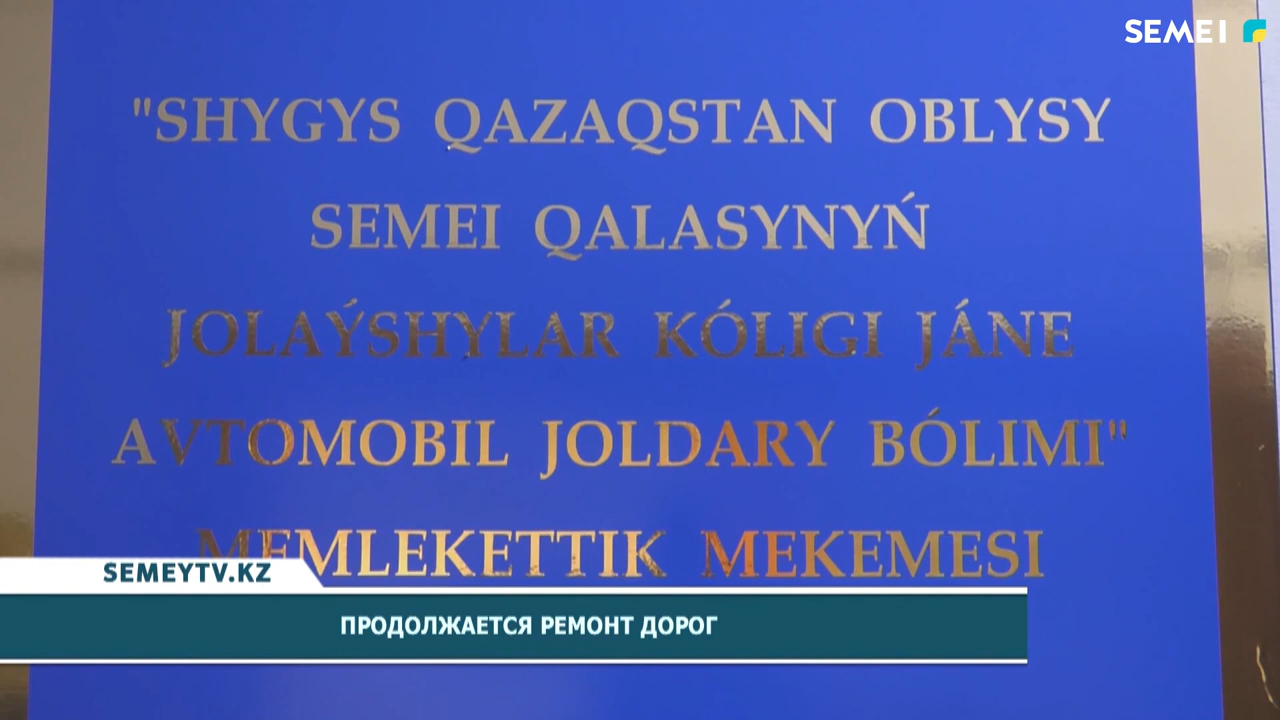 SEMEI
"SHYGYS QAZAQSTAN OBLYSY
SEMEI QALASYNYŃ
JOLAÝSHYLAR KÓLIGI JÁNE
AVTOMOBIL JOLDARY BÓLIMI"
MEMLEKETTIK MEKEMESI
SEMEYTV.KZ
ПРОДОЛЖАЕТСЯ РЕМОНТ ДОРОГ